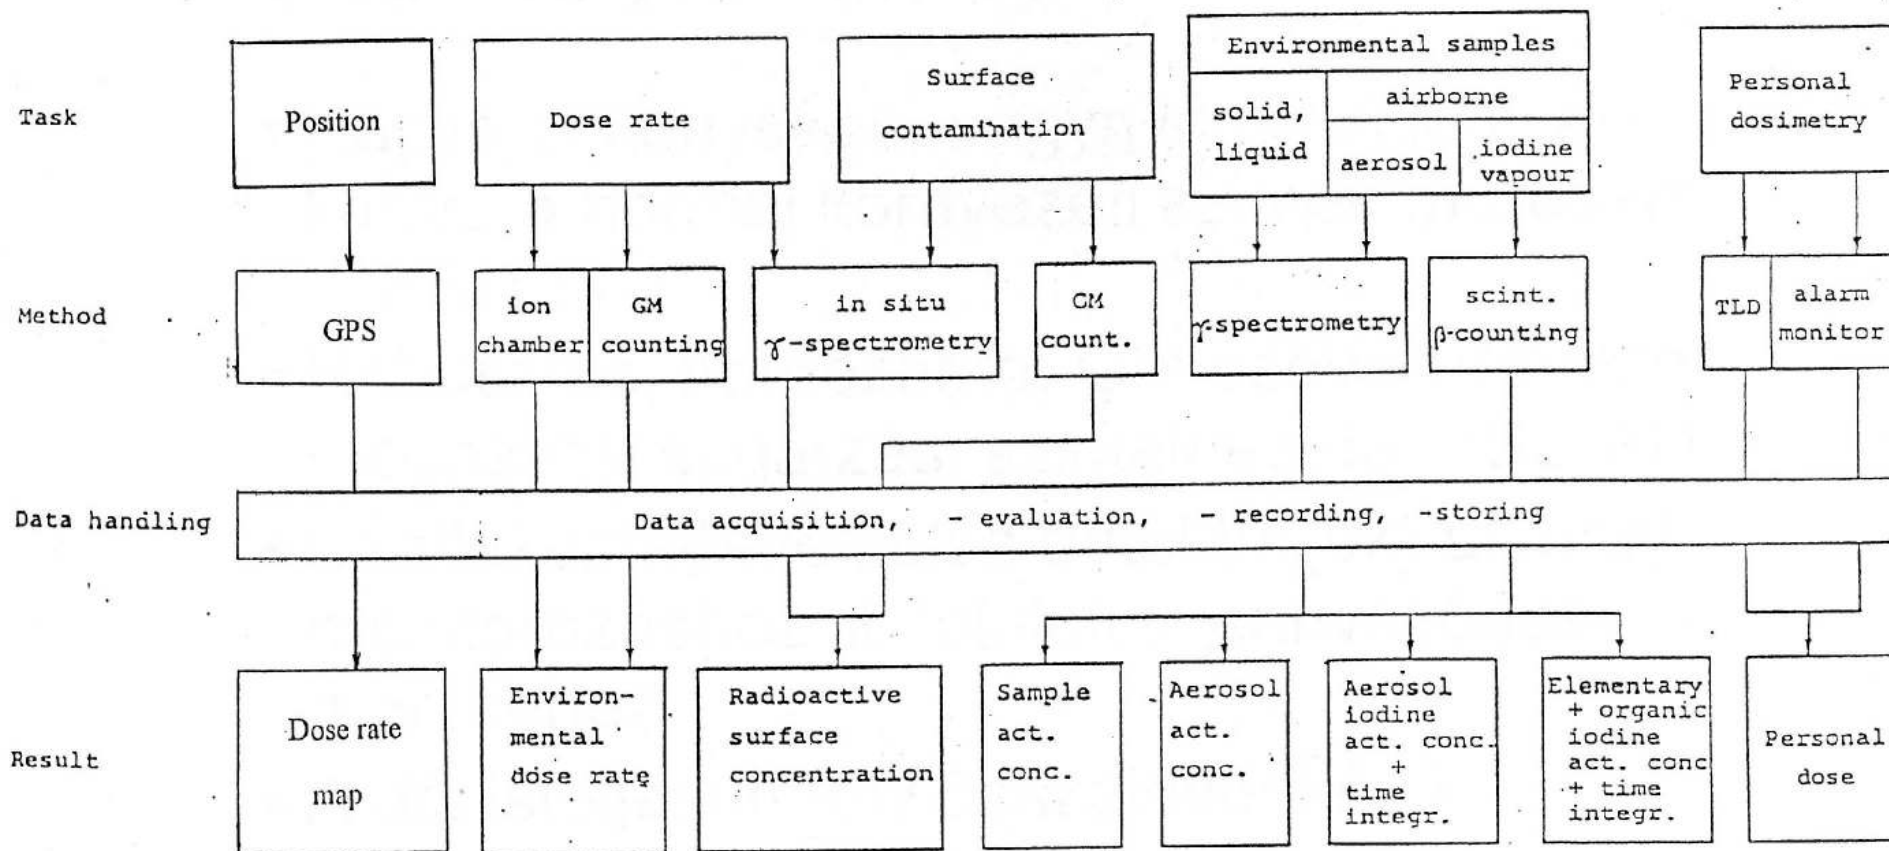 Task
Position
Dose rate
Surface
contamination
Environmental samples
solid,
liquid
airborne
aerosol
iodine
vapour
Personal
dosimetry
Method
GPS
ion
chamber
GM
counting
in situ
γ-spectrometry
GM
count.
γ-spectrometry
scint.
β-counting
TLD
alarm
monitor
Data handling
Data acquisition, - evaluation, - recording, -storing
Result
Dose rate
map
Environ-
mental
dose rate
Radioactive
surface
concentration
Sample
act.
conc.
Aerosol
act.
conc.
Aerosol
iodine
act. conc.
+
time
integr.
Elementary
+ organic
iodine
act. conc
+ time
integr.
Personal
dose